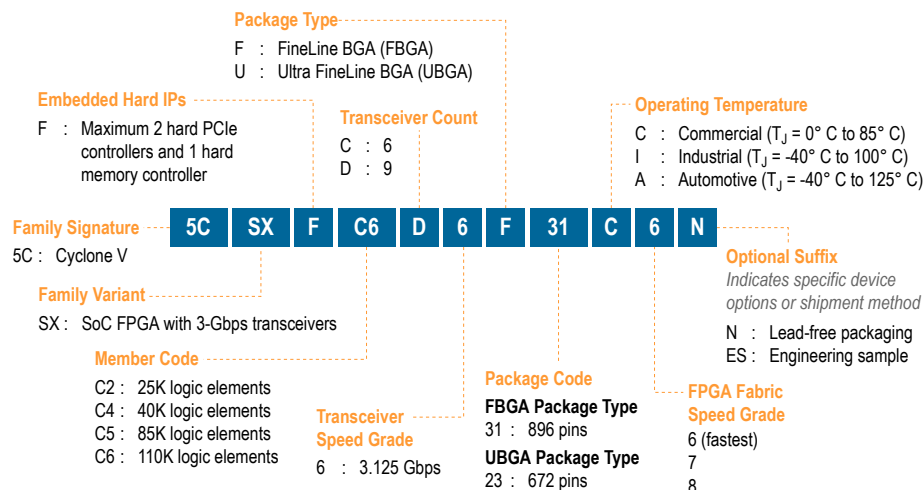 Package Type
F : FineLine BGA (FBGA)
U : Ultra FineLine BGA (UBGA)
Embedded Hard IPs
F : Maximum 2 hard PCIe
controllers and 1 hard
memory controller
Transceiver Count
C : 6
D : 9
Operating Temperature
C : Commercial (TJ = 0° C to 85° C)
I : Industrial (TJ = -40° C to 100° C)
A : Automotive (TJ = -40° C to 125° C)
Family Signature
5C : Cyclone V
5C SX F C6 D 6 F 31 C 6 N
Family Variant
SX : SoC FPGA with 3-Gbps transceivers
Optional Suffix
Indicates specific device
options or shipment method
N : Lead-free packaging
ES : Engineering sample
Member Code
C2 : 25K logic elements
C4 : 40K logic elements
C5 : 85K logic elements
C6 : 110K logic elements
Transceiver
Speed Grade
6 : 3.125 Gbps
Package Code
FBGA Package Type
31 : 896 pins
UBGA Package Type
23 : 672 pins
FPGA Fabric
Speed Grade
6 (fastest)
7
8